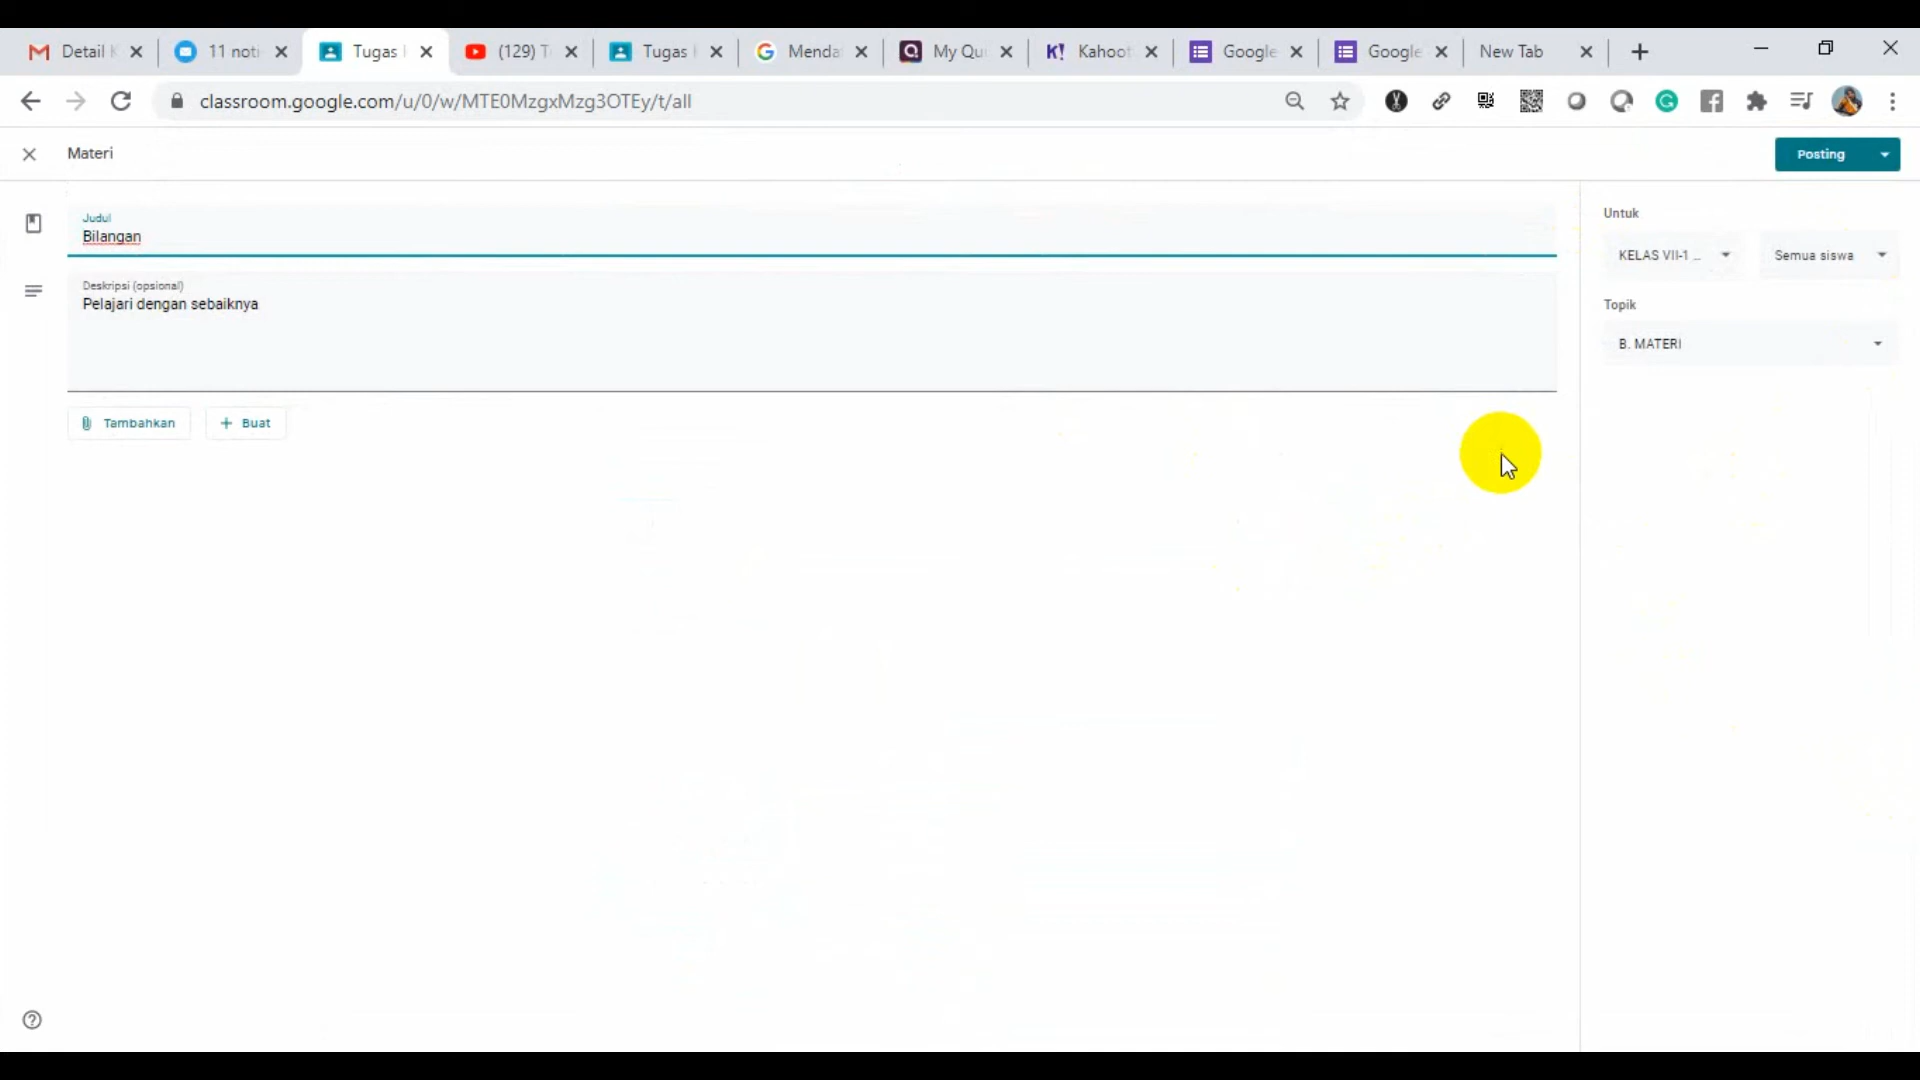 Detail
11 noti
Tugas
(129) T
Tugas
Menda
My Qu
Kahoot
Google
Google
New Tab
classroom.google.com/u/0/w/MTE0MzgxMzg3OTEy/t/all
Materi
Posting
Judul
Bilangan
Deskripsi (opsional)
Pelajari dengan sebaiknya
Tambahkan
Buat
Untuk
KELAS VII-1 ...
Semua siswa
Topik
B. MATERI